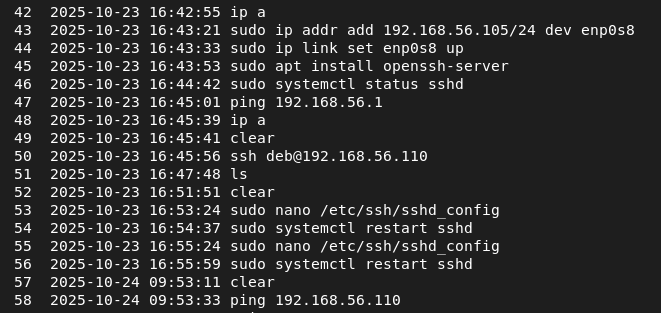 42 2025-10-23 16:42:55 ip a
43 2025-10-23 16:43:21 sudo ip addr add 192.168.56.105/24 dev enp0s8
44 2025-10-23 16:43:33 sudo ip link set enp0s8 up
45 2025-10-23 16:43:53 sudo apt install openssh-server
46 2025-10-23 16:44:42 sudo systemctl status sshd
47 2025-10-23 16:45:01 ping 192.168.56.1
48 2025-10-23 16:45:39 ip a
49 2025-10-23 16:45:41 clear
50 2025-10-23 16:45:56 ssh deb@192.168.56.110
51 2025-10-23 16:47:48 ls
52 2025-10-23 16:51:51 clear
53 2025-10-23 16:53:24 sudo nano /etc/ssh/sshd_config
54 2025-10-23 16:54:37 sudo systemctl restart sshd
55 2025-10-23 16:55:24 sudo nano /etc/ssh/sshd_config
56 2025-10-23 16:55:59 sudo systemctl restart sshd
57 2025-10-24 09:53:11 clear
58 2025-10-24 09:53:33 ping 192.168.56.110